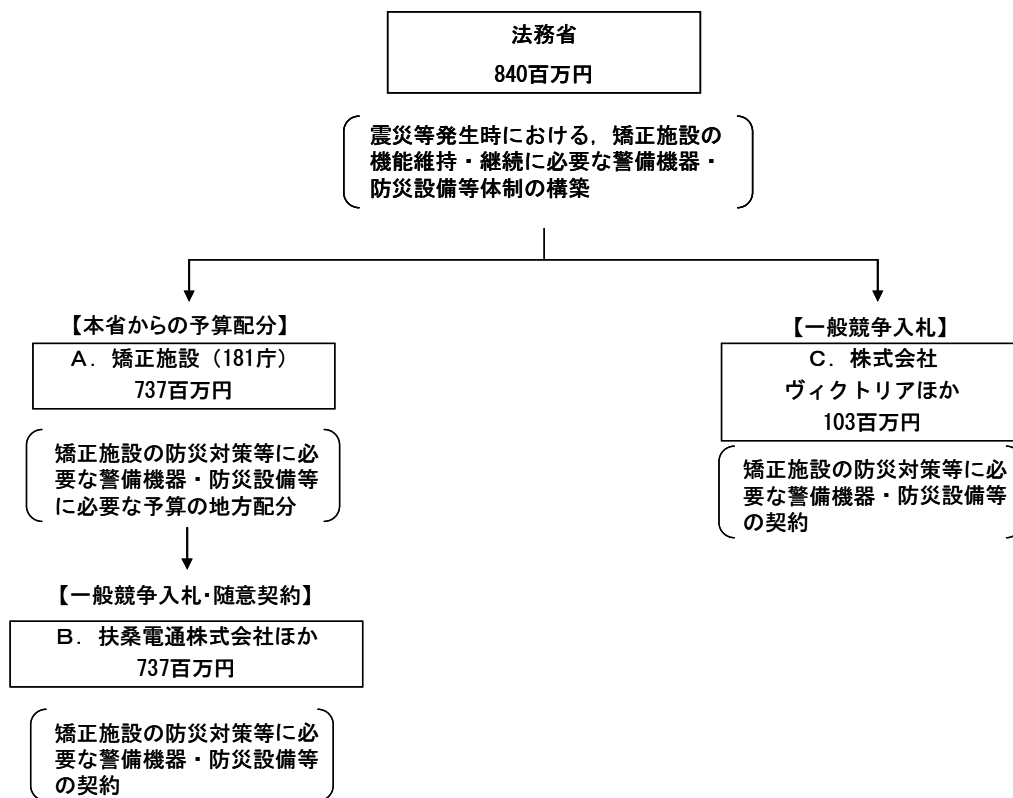 法務省
840百万円
震災等発生時における，矯正施設の
機能維持・継続に必要な警備機器・
防災設備等体制の構築
【本省からの予算配分】
Ａ．矯正施設（181庁）
737百万円
矯正施設の防災対策等に必
要な警備機器・防災設備等
に必要な予算の地方配分
【一般競争入札・随意契約】
Ｂ．扶桑電通株式会社ほか
737百万円
矯正施設の防災対策等に必
要な警備機器・防災設備等
の契約
【一般競争入札】
Ｃ．株式会社
ヴィクトリアほか
103百万円
矯正施設の防災対策等に必
要な警備機器・防災設備等
の契約